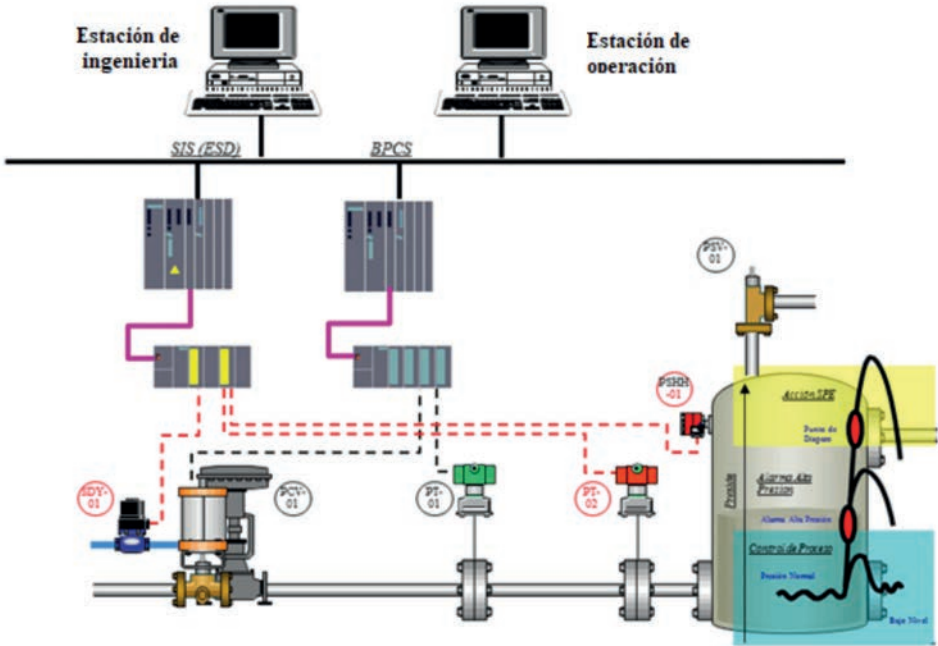 Estación de
ingenieria
Estación de
operación
SIS (ESD)
BPCS
PSV-
01
PSHH
-01
Acción SPE
Punto de
Disparo
SDY-
01
PCV-
01
PT-
01
PT-
02
Presión
Alarma Alta
Presion
Alarma Alta Presión
Control de Proceso
Presión Normal
Bajo Nivel